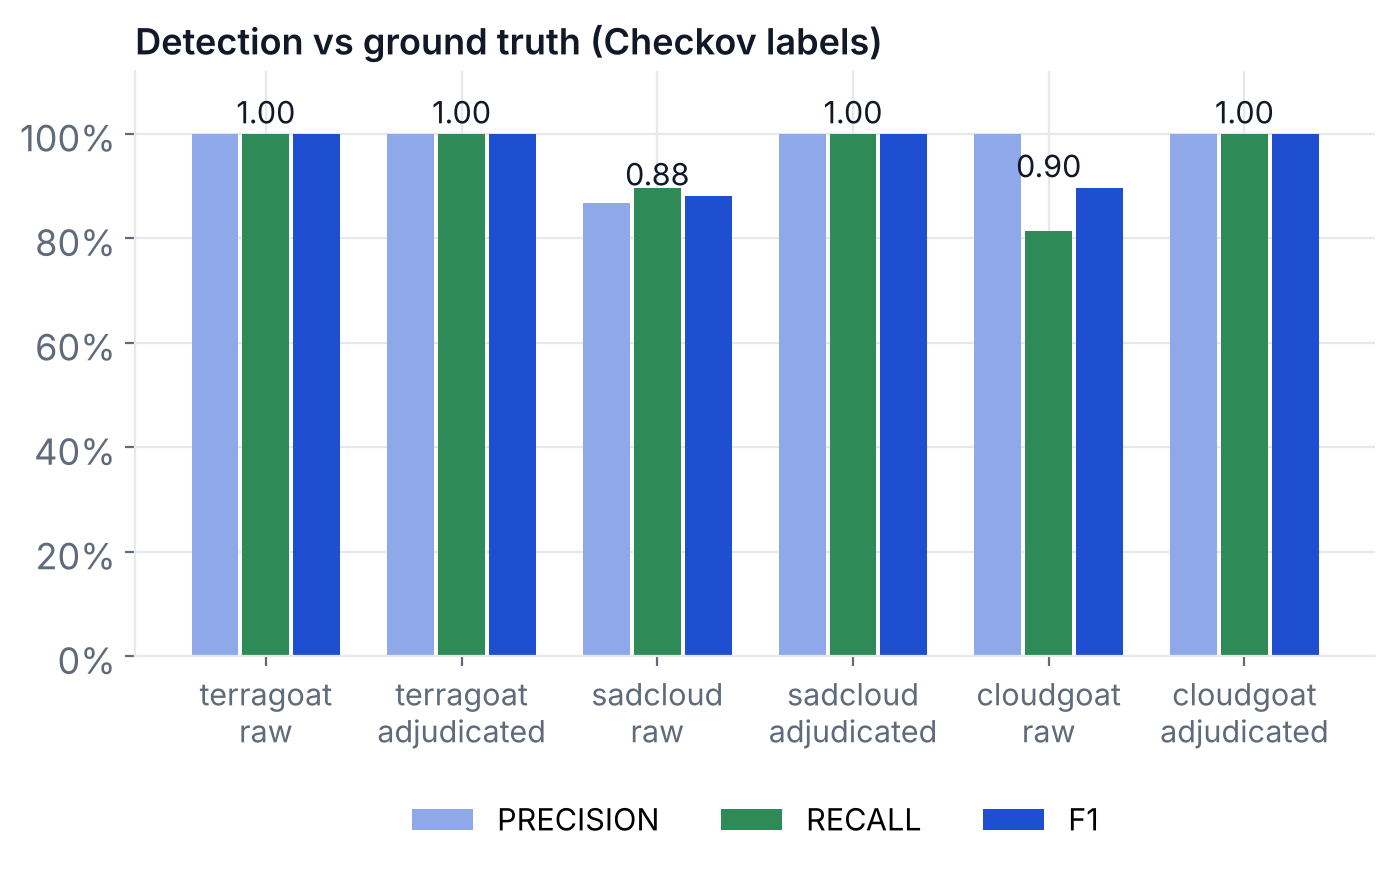 Detection vs ground truth (Checkov labels)
1.00
1.00
0.88
1.00
0.90
1.00
100%
80%
60%
40%
20%
0%
terragoat
raw
terragoat
adjudicated
sadcloud
raw
sadcloud
adjudicated
cloudgoat
raw
cloudgoat
adjudicated
PRECISION
RECALL
F1